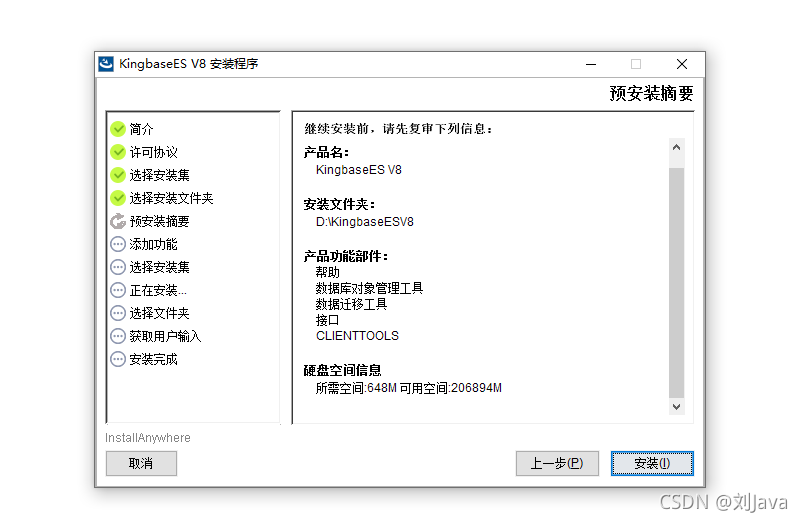 KingbaseES V8 安装程序
预安装摘要
简介
许可协议
选择安装集
选择安装文件夹
预安装摘要
添加功能
选择安装集
正在安装...
选择文件夹
获取用户输入
安装完成
继续安装前，请先复审下列信息：
产品名：
KingbaseES V8
安装文件夹：
D:\KingbaseESV8
产品功能部件：
帮助
数据库对象管理工具
数据迁移工具
接口
CLIENTTOOLS
硬盘空间信息
所需空间:648M 可用空间:206894M
InstallAnywhere
取消
上一步(P)
安装(I)
CSDN @刘Java